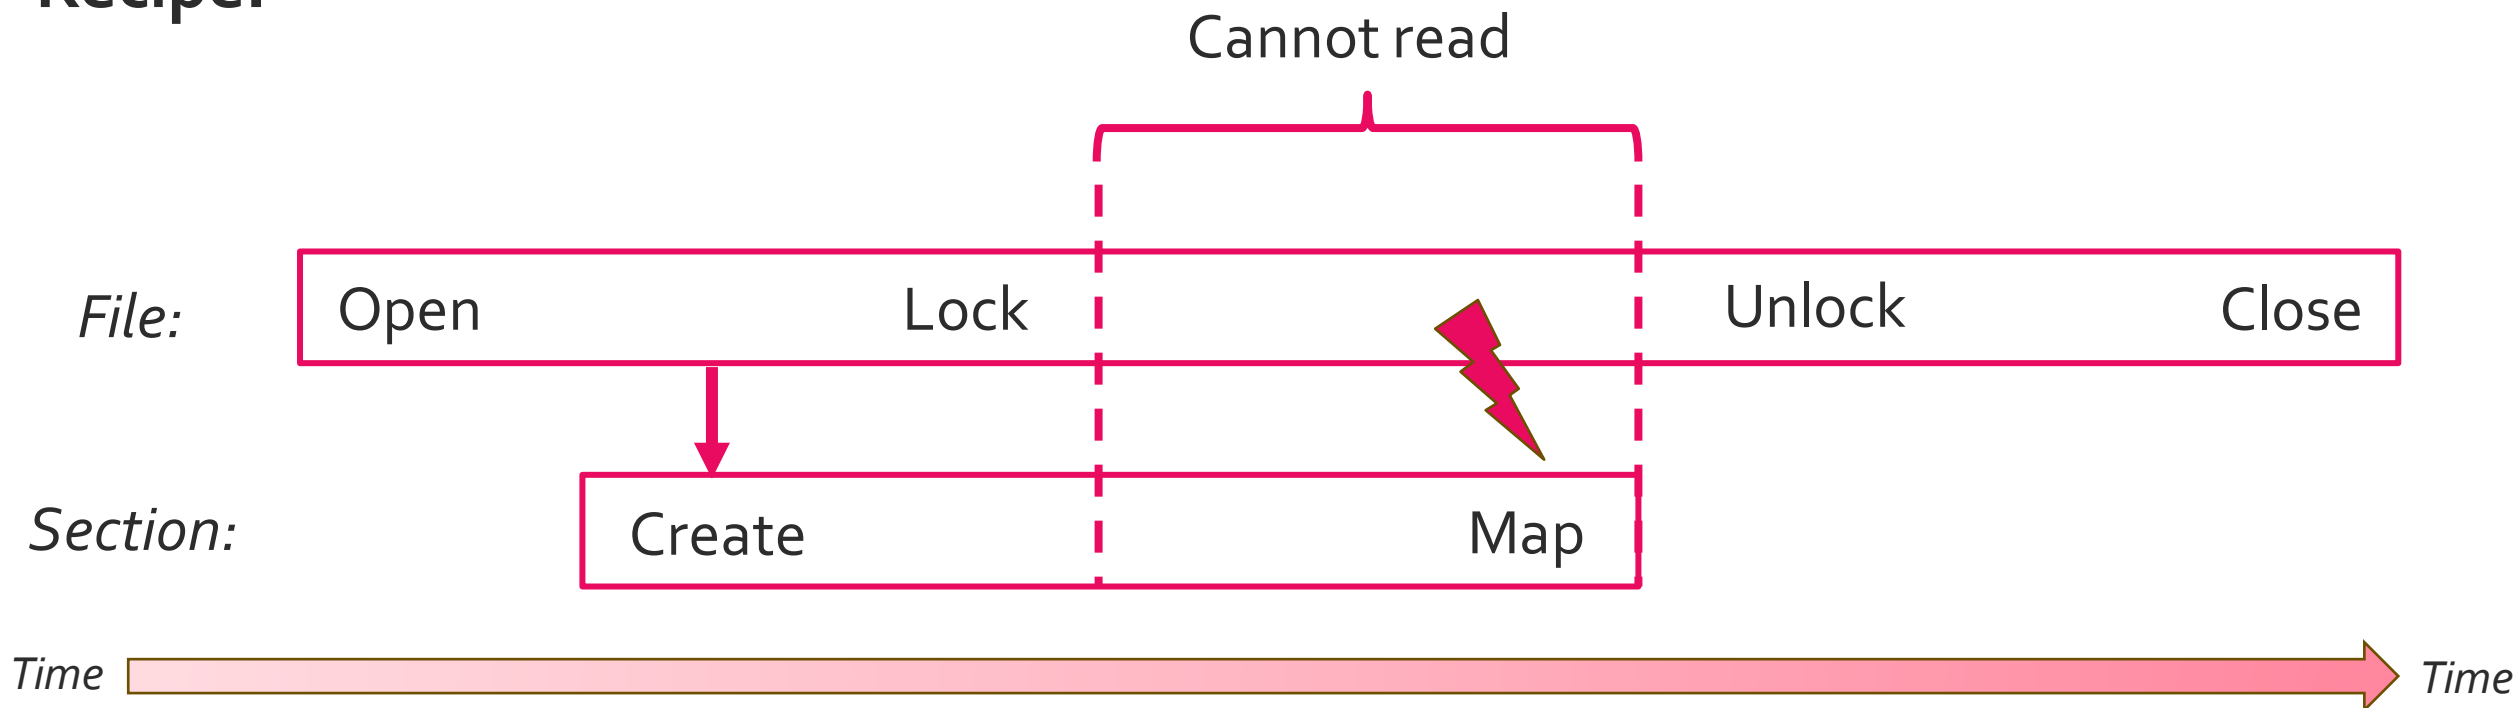 Cannot read
File: Open Lock Unlock Close
Section: Create Map
Time Time